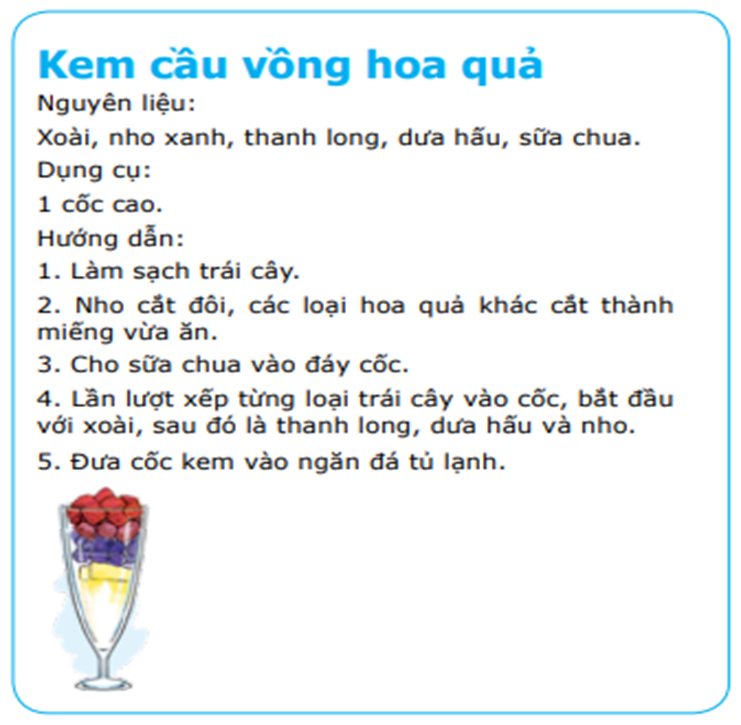 Kem cầu vồng hoa quả
Nguyên liệu:
Xoài, nho xanh, thanh long, dưa hấu, sữa chua.
Dụng cụ:
1 cốc cao.
Hướng dẫn:
1. Làm sạch trái cây.
2. Nho cắt đôi, các loại hoa quả khác cắt thành
miếng vừa ăn.
3. Cho sữa chua vào đáy cốc.
4. Lần lượt xếp từng loại trái cây vào cốc, bắt đầu
với xoài, sau đó là thanh long, dưa hấu và nho.
5. Đưa cốc kem vào ngăn đá tủ lạnh.